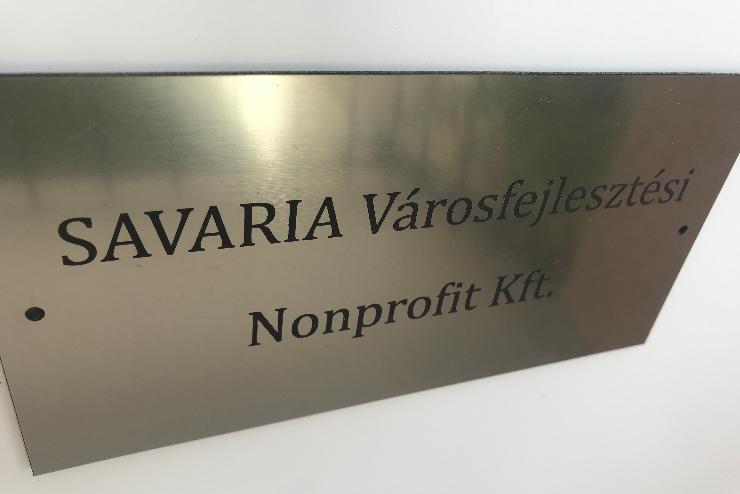 SAVARIA Városfejlesztési
Nonprofit Kft.